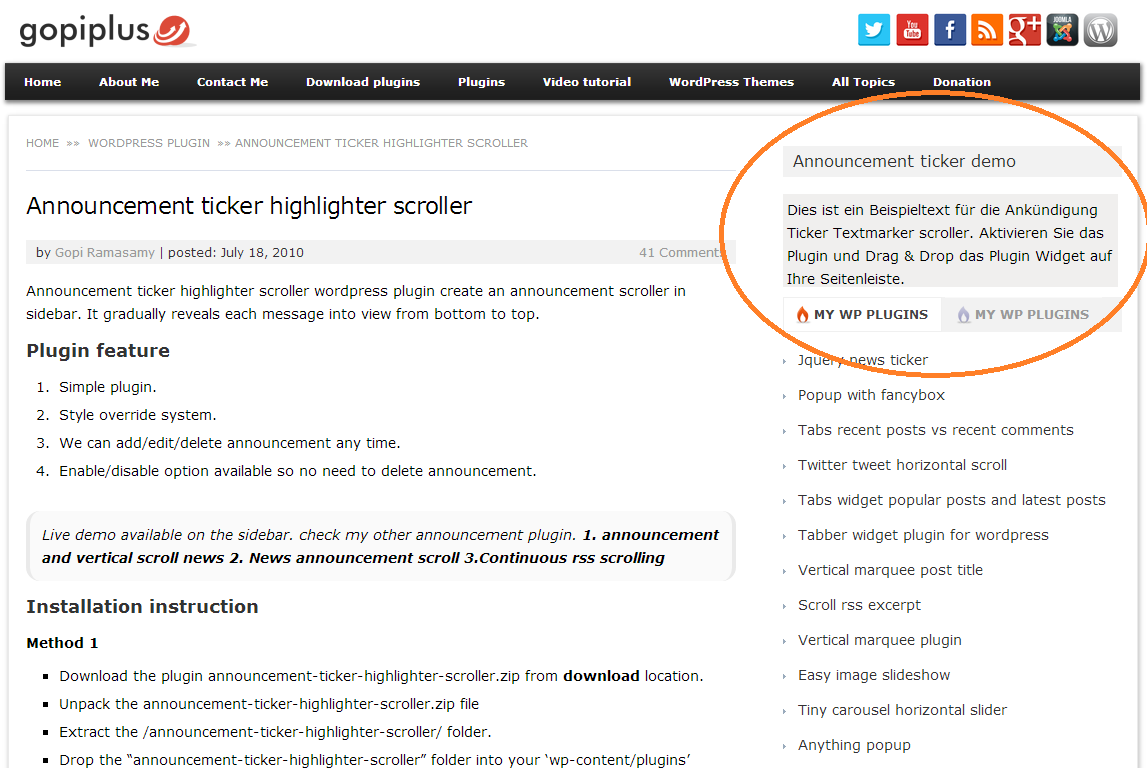 gopiplus
You
Tube
f
g+
JOOMLA
W
Home About Me Contact Me Download plugins Plugins Video tutorial WordPress Themes All Topics Donation
HOME »» WORDPRESS PLUGIN »» ANNOUNCEMENT TICKER HIGHLIGHTER SCROLLER
Announcement ticker highlighter scroller
by Gopi Ramasamy | posted: July 18, 2010 41 Comments
Announcement ticker highlighter scroller wordpress plugin create an announcement scroller in
sidebar. It gradually reveals each message into view from bottom to top.
Plugin feature
1. Simple plugin.
2. Style override system.
3. We can add/edit/delete announcement any time.
4. Enable/disable option available so no need to delete announcement.
Live demo available on the sidebar. check my other announcement plugin. 1. announcement
and vertical scroll news 2. News announcement scroll 3.Continuous rss scrolling
Installation instruction
Method 1
Download the plugin announcement-ticker-highlighter-scroller.zip from download location.
Unpack the announcement-ticker-highlighter-scroller.zip file
Extract the /announcement-ticker-highlighter-scroller/ folder.
Drop the “announcement-ticker-highlighter-scroller” folder into your ‘wp-content/plugins’
Announcement ticker demo
Dies ist ein Beispieltext für die Ankündigung
Ticker Textmarker scroller. Aktivieren Sie das
Plugin und Drag & Drop das Plugin Widget auf
Ihre Seitenleiste.
MY WP PLUGINS MY WP PLUGINS
Jquery news ticker
Popup with fancybox
Tabs recent posts vs recent comments
Twitter tweet horizontal scroll
Tabs widget popular posts and latest posts
Tabber widget plugin for wordpress
Vertical marquee post title
Scroll rss excerpt
Vertical marquee plugin
Easy image slideshow
Tiny carousel horizontal slider
Anything popup